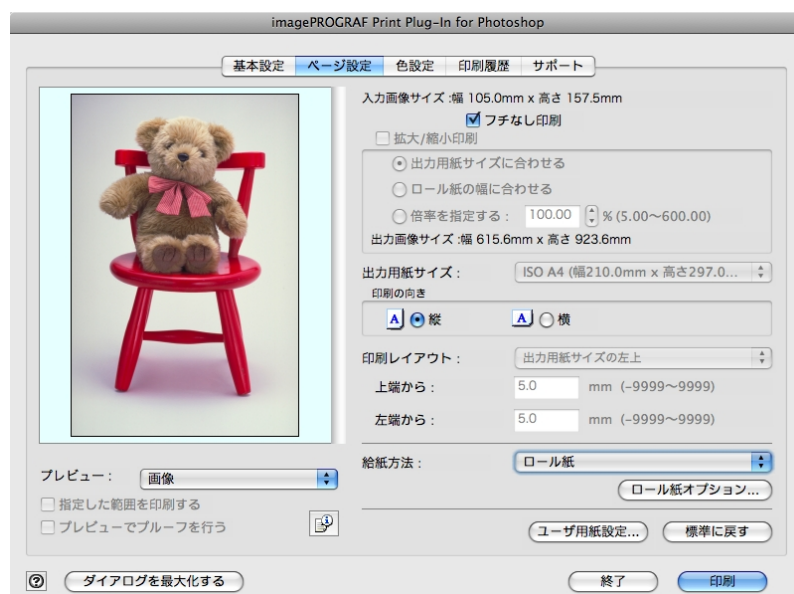 imagePROGRAF Print Plug-In for Photoshop
基本設定 ページ設定 色設定 印刷履歴 サポート
入力画像サイズ :幅 105.0mm x 高さ 157.5mm
フチなし印刷
拡大/縮小印刷
出力用紙サイズに合わせる
ロール紙の幅に合わせる
倍率を指定する : 100.00 % (5.00〜600.00)
出力画像サイズ :幅 615.6mm x 高さ 923.6mm
出力用紙サイズ : ISO A4 (幅210.0mm x 高さ297.0...
印刷の向き
A 縦 A 横
印刷レイアウト : 出力用紙サイズの左上
上端から : 5.0 mm (-9999〜9999)
左端から : 5.0 mm (-9999〜9999)
給紙方法 : ロール紙
ロール紙オプション...
プレビュー : 画像
指定した範囲を印刷する
プレビューでプルーフを行う
ユーザ用紙設定... 標準に戻す
? ダイアログを最大化する 終了 印刷